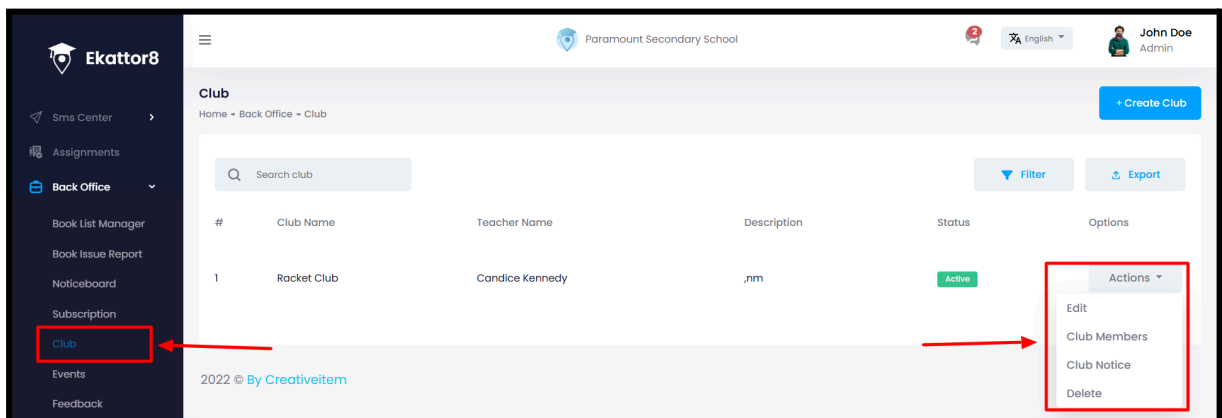 Ekattor8
Sms Center
Assignments
Back Office
Book List Manager
Book Issue Report
Noticeboard
Subscription
Club
Events
Feedback
Paramount Secondary School
2
English
John Doe
Admin
Club
Home - Back Office - Club
+ Create Club
Search club
Filter
Export
# Club Name Teacher Name Description Status Options
1 Racket Club Candice Kennedy ,nm Active Actions
Edit
Club Members
Club Notice
Delete
2022 © By Creativeitem